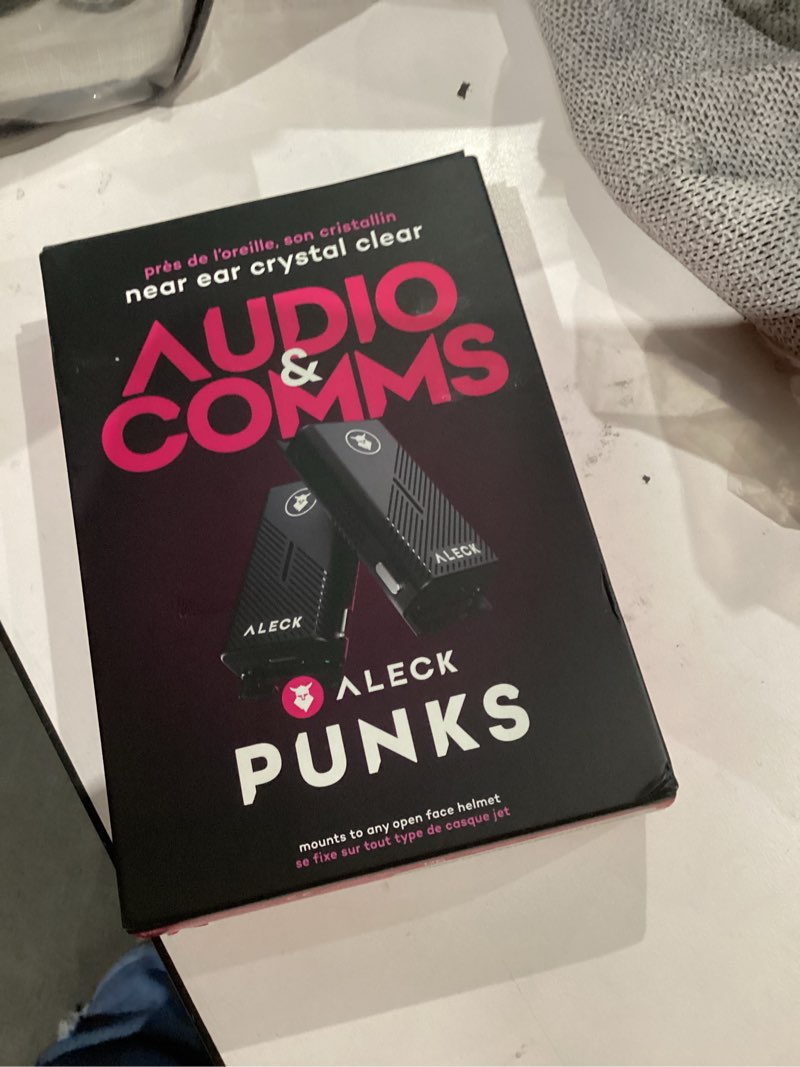 près de l'oreille, son cristallin
near ear crystal clear
AUDIO
&
COMMS
ALECK
ALECK
ALECK
PUNKS
mounts to any open face helmet
se fixe sur tout type de casque jet